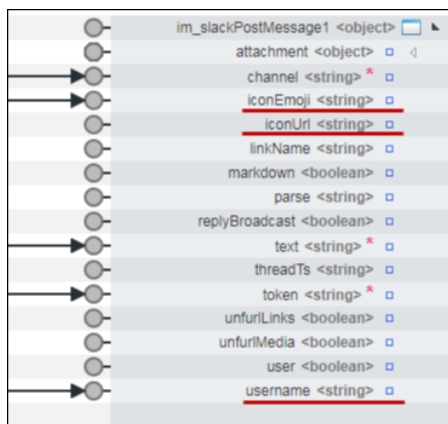 im_slackPostMessage1 <object>
attachment <object>
channel <string> *
iconEmoji <string>
iconUrl <string>
linkName <string>
markdown <boolean>
parse <string>
replyBroadcast <boolean>
text <string> *
threadTs <string>
token <string> *
unfurlLinks <boolean>
unfurlMedia <boolean>
user <boolean>
username <string>